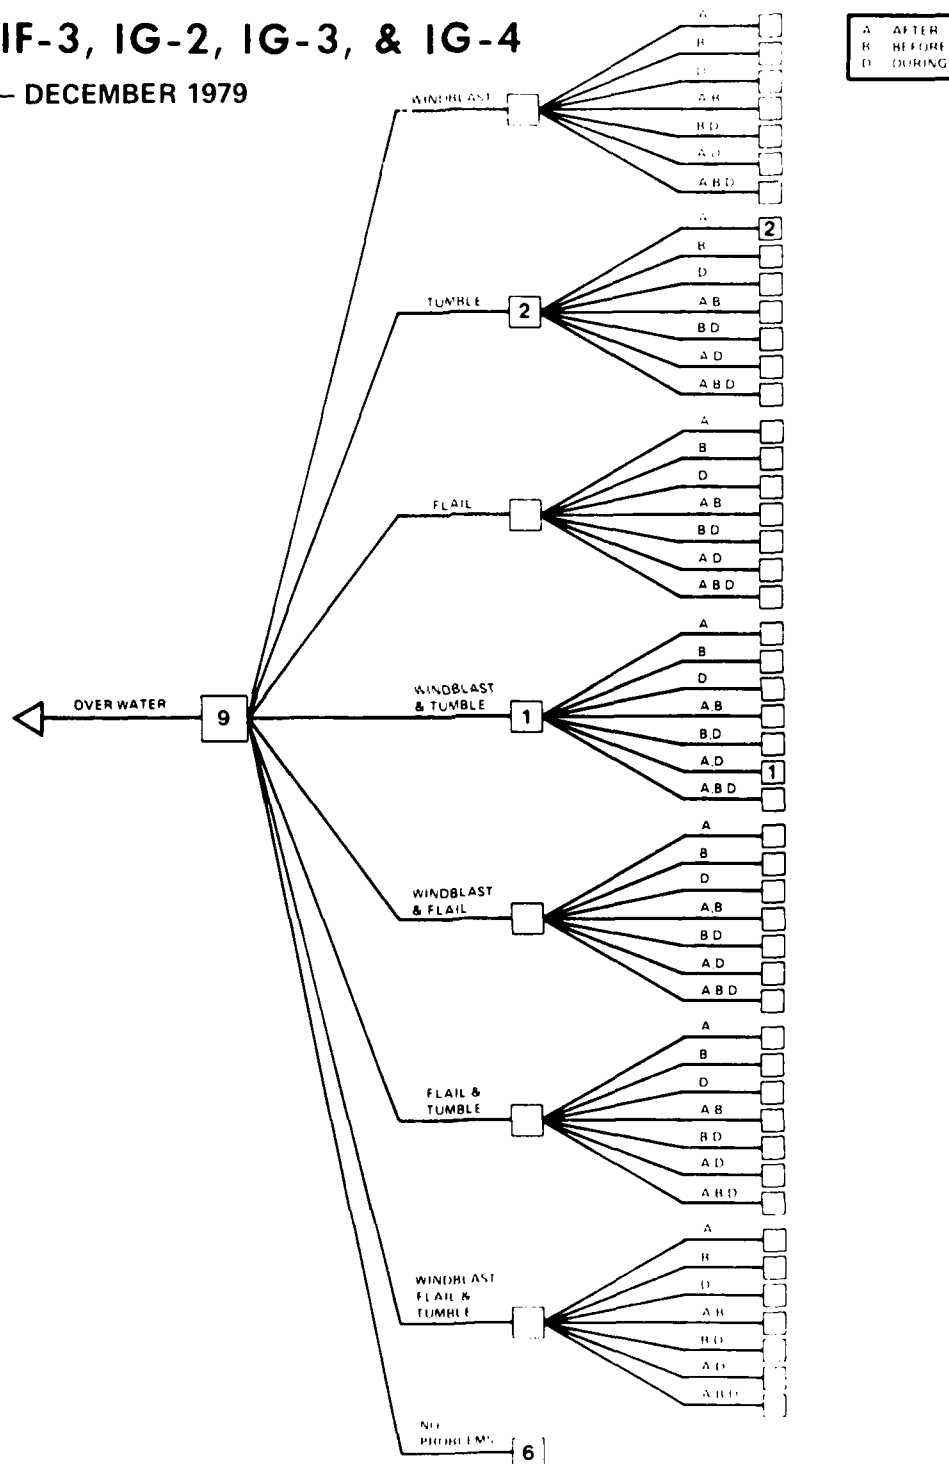 IF-3, IG-2, IG-3, & IG-4
– DECEMBER 1979
A AFTER
B BEFORE
D DURING
WINDBLAST
A
B
D
A B
B D
A D
A B D
TUMBLE
2
A
2
B
D
A B
B D
A D
A B D
FLAIL
A
B
D
A B
B D
A D
A B D
OVER WATER
9
WINDBLAST
& TUMBLE
1
A
B
D
A,B
B,D
A,D
1
A,B D
WINDBLAST
& FLAIL
A
B
D
A,B
B D
A,D
A B D
FLAIL &
TUMBLE
A
B
D
A B
B D
A D
A B D
WINDBLAST
FLAIL &
TUMBLE
A
B
D
A B
B D
A D
A B D
NO
PROBLEMS
6